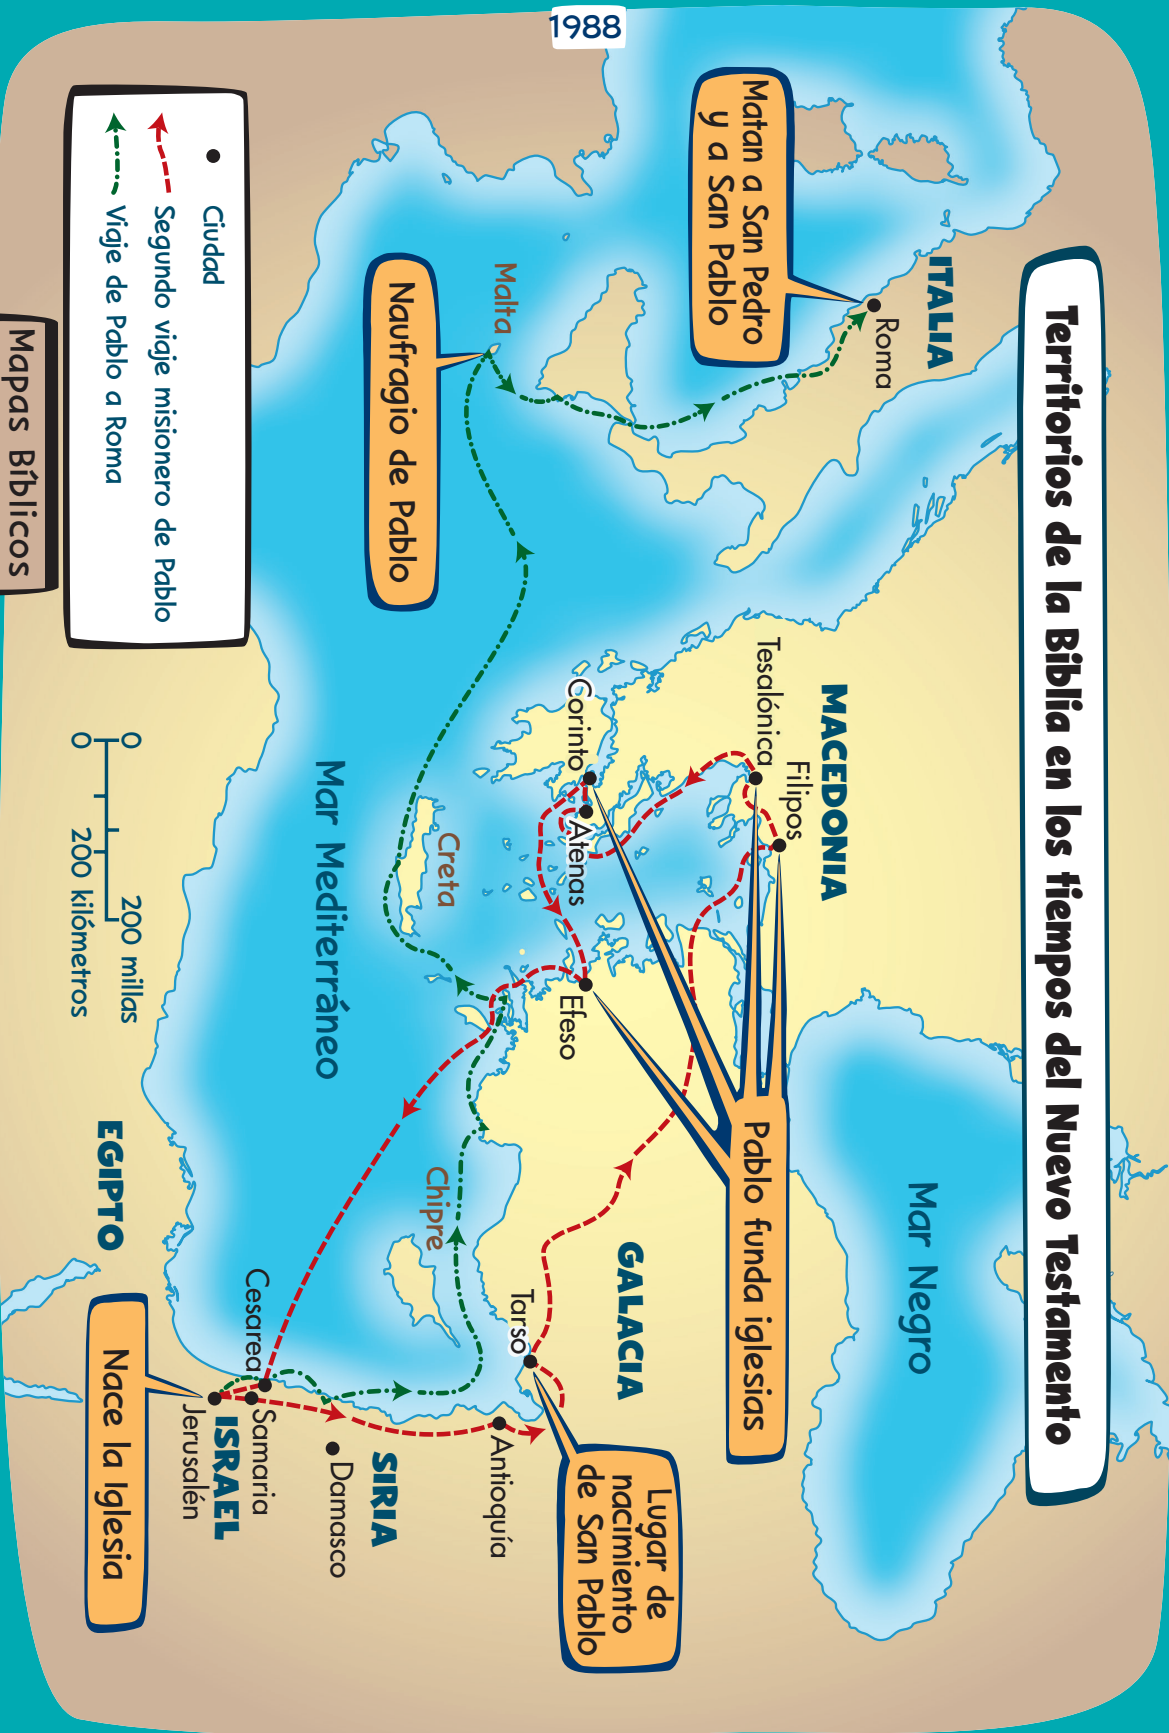 Territorios de la Biblia en los tiempos del Nuevo Testamento
1988
ITALIA
Roma
Matan a San Pedro
y a San Pablo
MACEDONIA
Filipos
Tesalónica
Mar Negro
Pablo funda iglesias
Corinto
Atenas
Efeso
GALACIA
Tarso
Lugar de
nacimiento
de San Pablo
Malta
Naufragio de Pablo
Creta
Chipre
Antioquía
SIRIA
Damasco
Mar Mediterráneo
Cesarea
Samaria
ISRAEL
Jerusalén
Nace la Iglesia
EGIPTO
Ciudad
Segundo viaje misionero de Pablo
Viaje de Pablo a Roma
0 200 millas
0 200 kilómetros
Mapas Bíblicos